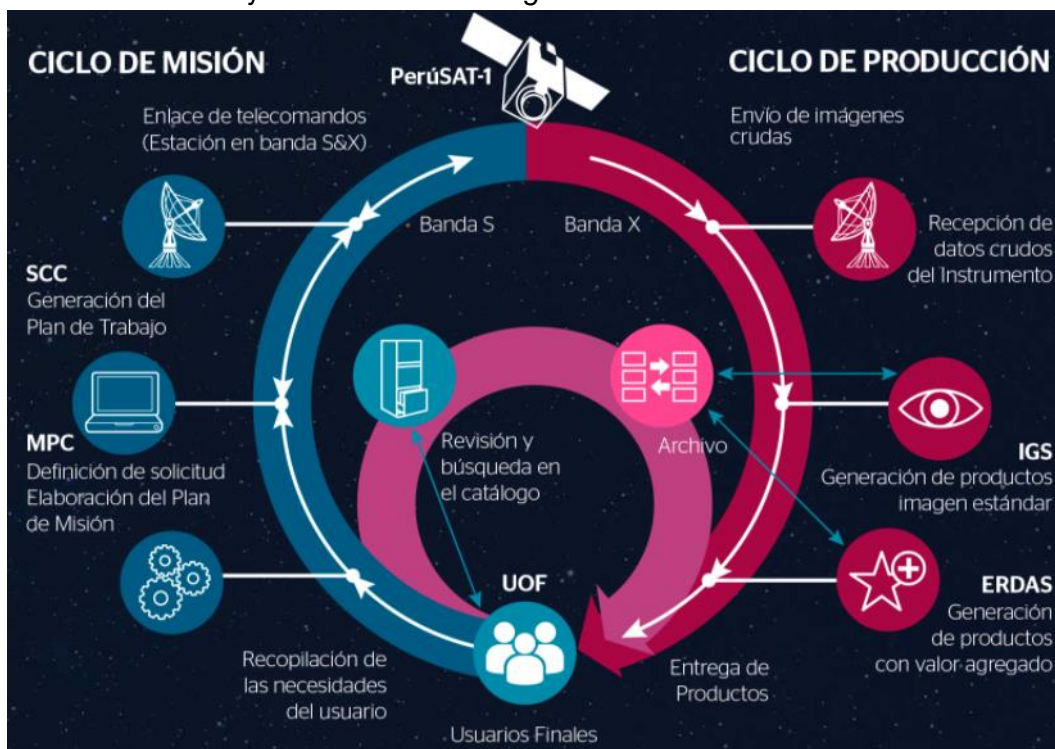 CICLO DE MISIÓN
PerúSAT-1
CICLO DE PRODUCCIÓN
Enlace de telecomandos
(Estación en banda S&X)
Envío de imágenes
crudas
Banda S
Banda X
Recepción de
datos crudos
del Instrumento
SCC
Generación del
Plan de Trabajo
MPC
Definición de solicitud
Elaboración del Plan
de Misión
Revisión y
búsqueda en
el catálogo
Archivo
IGS
Generación de productos
imagen estándar
UOF
ERDAS
Generación
de productos
con valor agregado
Recopilación de
las necesidades
del usuario
Entrega de
Productos
Usuarios Finales